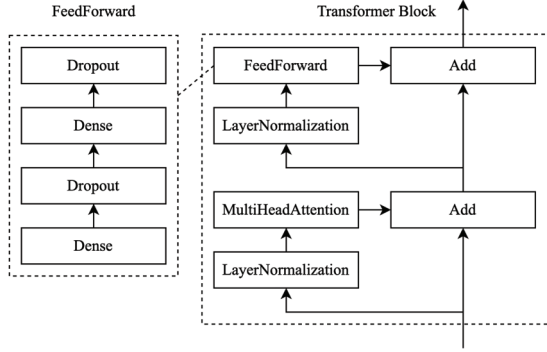 FeedForward
Dropout
Dense
Dropout
Dense
Transformer Block
FeedForward
Add
LayerNormalization
MultiHeadAttention
Add
LayerNormalization